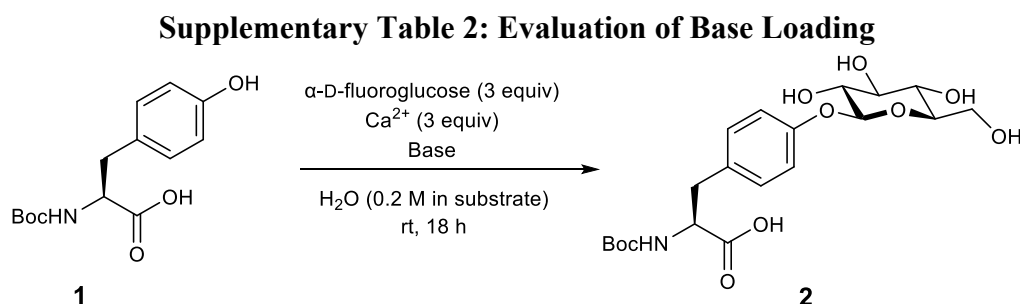 Supplementary Table 2: Evaluation of Base Loading
OH
BocHN
OH
O
1
α-D-fluoroglucose (3 equiv)
Ca²⁺ (3 equiv)
Base
H₂O (0.2 M in substrate)
rt, 18 h
HO
HO
HO
OH
O
O
OH
BocHN
OH
O
2